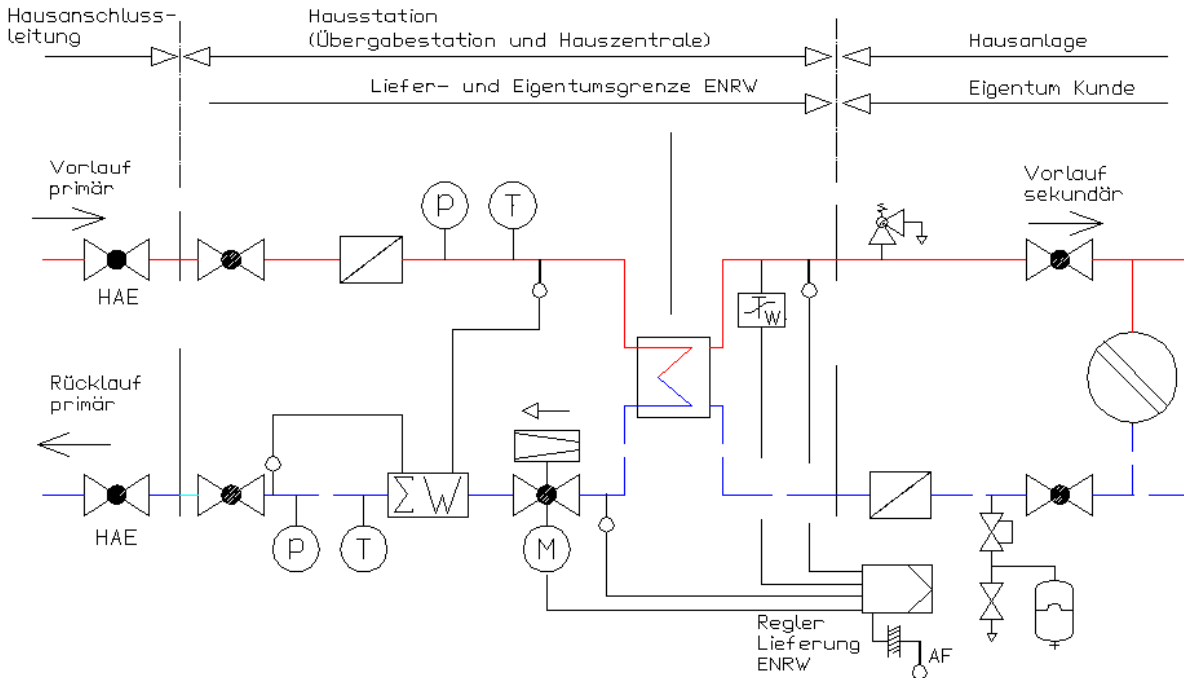 Hausanschluss-
leitung
Hausstation
(Übergabestation und Hauszentrale)
Hausanlage
Liefer- und Eigentumsgrenze ENRW
Eigentum Kunde
Vorlauf
primär
P
T
Vorlauf
sekundär
HAE
TW
Rücklauf
primär
ΣW
HAE
P
T
M
Regler
Lieferung
ENRW
AF